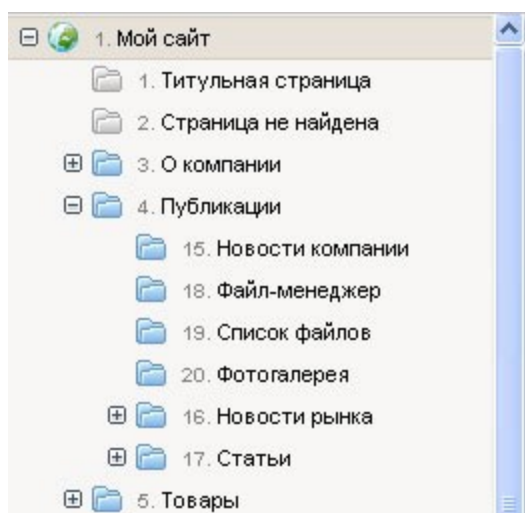 1. Мой сайт
1. Титульная страница
2. Страница не найдена
3. О компании
4. Публикации
15. Новости компании
18. Файл-менеджер
19. Список файлов
20. Фотогалерея
16. Новости рынка
17. Статьи
5. Товары